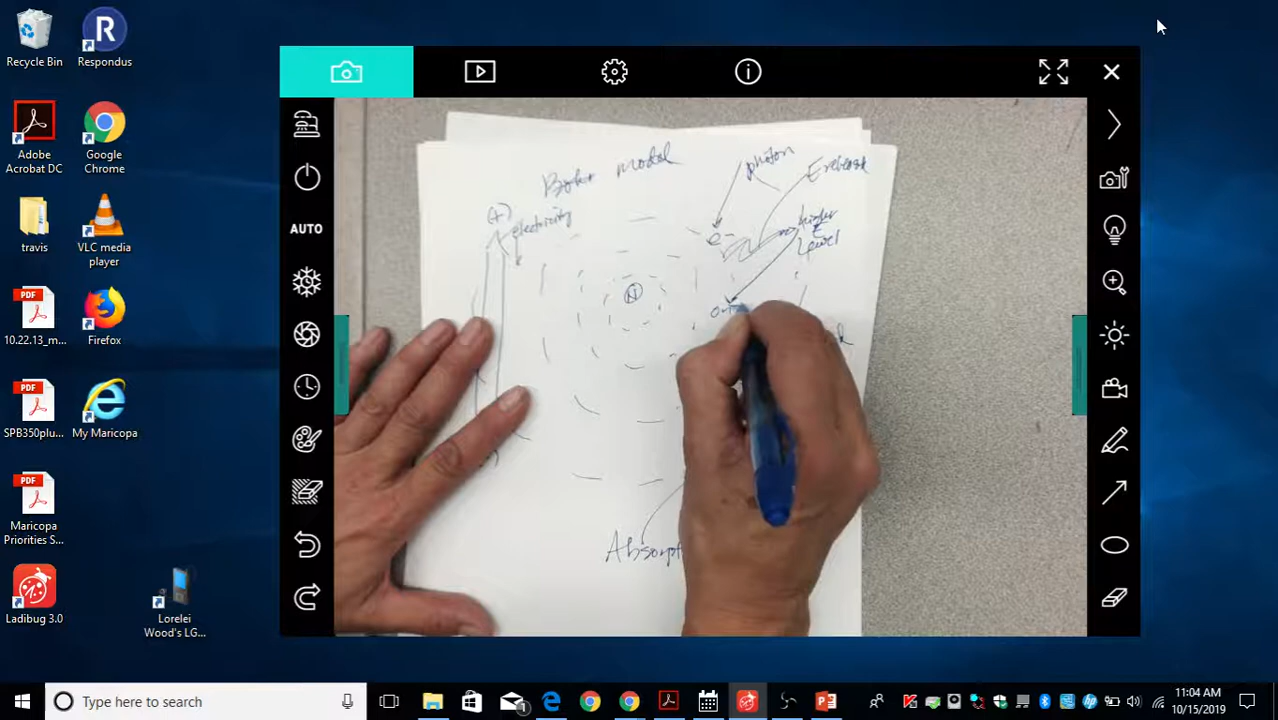 Recycle Bin
Respondus
Adobe Acrobat DC
Google Chrome
travis
VLC media player
10.22.13_m...
Firefox
SPB350plu...
My Maricopa
Maricopa Priorities S...
Ladibug 3.0
Lorelei Wood's LG...
AUTO
Bohr model
photon
E release
(+)
electricity
e-
higher
E
Level
N
Absorpt
Type here to search
11:04 AM
10/15/2019